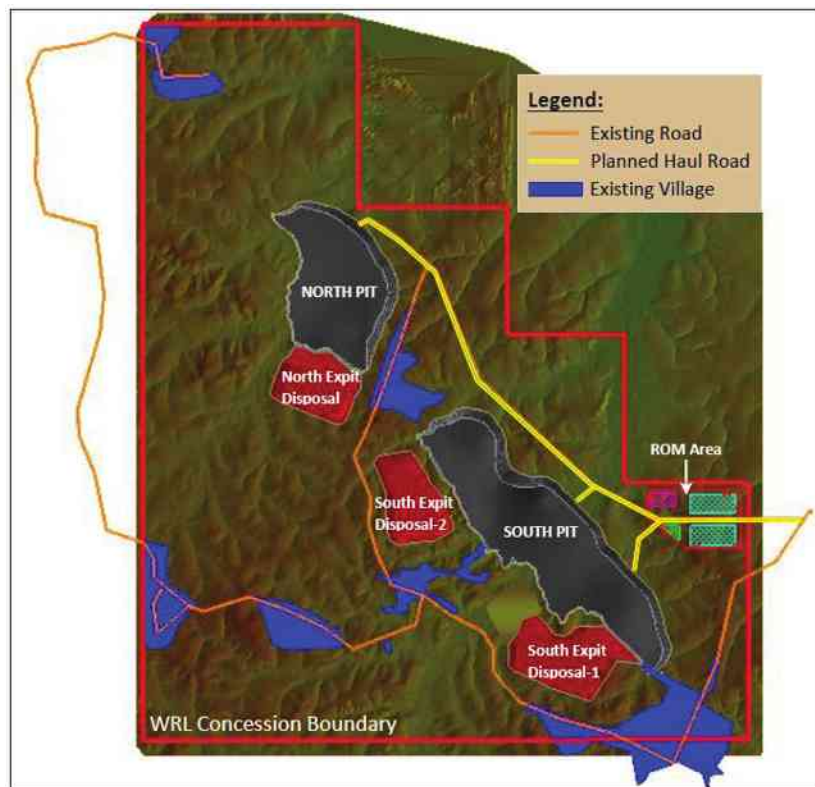 Legend:
Existing Road
Planned Haul Road
Existing Village
NORTH PIT
North Expit
Disposal
ROM Area
South Expit
Disposal-2
SOUTH PIT
South Expit
Disposal-1
WRL Concession Boundary